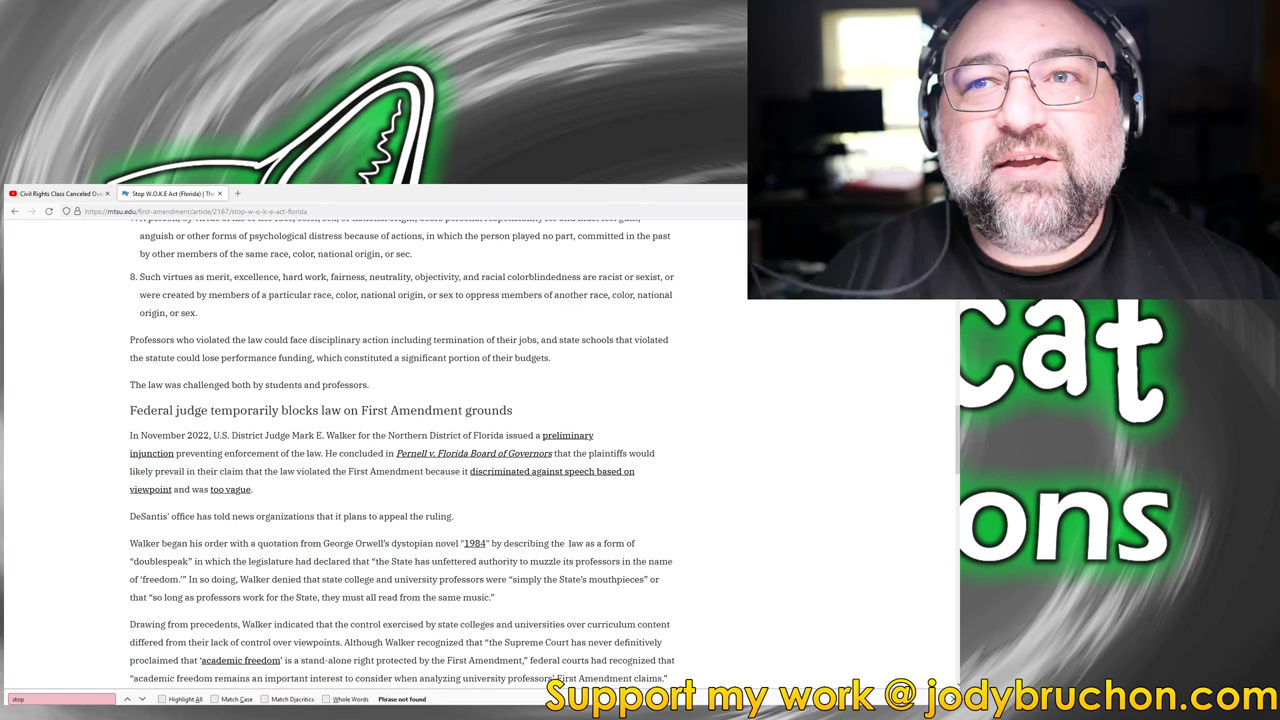 Civil Rights Class Canceled Ov
Stop W.O.K.E Act (Florida) | Th
https://mtsu.edu/first-amendment/article/2167/stop-w-o-k-e-act-florida
anguish or other forms of psychological distress because of actions, in which the person played no part, committed in the past
by other members of the same race, color, national origin, or sec.
8. Such virtues as merit, excellence, hard work, fairness, neutrality, objectivity, and racial colorblindedness are racist or sexist, or
were created by members of a particular race, color, national origin, or sex to oppress members of another race, color, national
origin, or sex.
Professors who violated the law could face disciplinary action including termination of their jobs, and state schools that violated
the statute could lose performance funding, which constituted a significant portion of their budgets.
The law was challenged both by students and professors.
Federal judge temporarily blocks law on First Amendment grounds
In November 2022, U.S. District Judge Mark E. Walker for the Northern District of Florida issued a preliminary
injunction preventing enforcement of the law. He concluded in Pernell v. Florida Board of Governors that the plaintiffs would
likely prevail in their claim that the law violated the First Amendment because it discriminated against speech based on
viewpoint and was too vague.
DeSantis' office has told news organizations that it plans to appeal the ruling.
Walker began his order with a quotation from George Orwell's dystopian novel "1984" by describing the law as a form of
“doublespeak” in which the legislature had declared that “the State has unfettered authority to muzzle its professors in the name
of ‘freedom.’” In so doing, Walker denied that state college and university professors were “simply the State’s mouthpieces” or
that “so long as professors work for the State, they must all read from the same music.”
Drawing from precedents, Walker indicated that the control exercised by state colleges and universities over curriculum content
differed from their lack of control over viewpoints. Although Walker recognized that “the Supreme Court has never definitively
proclaimed that ‘academic freedom’ is a stand-alone right protected by the First Amendment,” federal courts had recognized that
“academic freedom remains an important interest to consider when analyzing university professors’ First Amendment claims.”
stop
Highlight All Match Case Match Diacritics Whole Words Phrase not found
cat
ons
Support my work @ jodybruchon.com